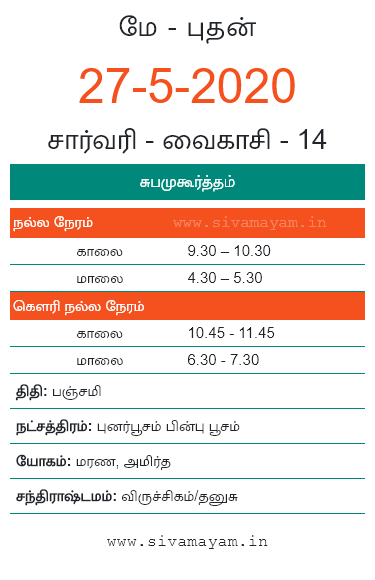 மே - புதன்
27-5-2020
சார்வரி - வைகாசி - 14
சுபமுகூர்த்தம்
நல்ல நேரம் www.sivamayam.in
காலை 9.30 – 10.30
மாலை 4.30 – 5.30
கௌரி நல்ல நேரம்
காலை 10.45 - 11.45
மாலை 6.30 - 7.30
திதி: பஞ்சமி
நட்சத்திரம்: புனர்பூசம் பின்பு பூசம்
யோகம்: மரண, அமிர்த
சந்திராஷ்டமம்: விருச்சிகம்/தனுசு
www.sivamayam.in